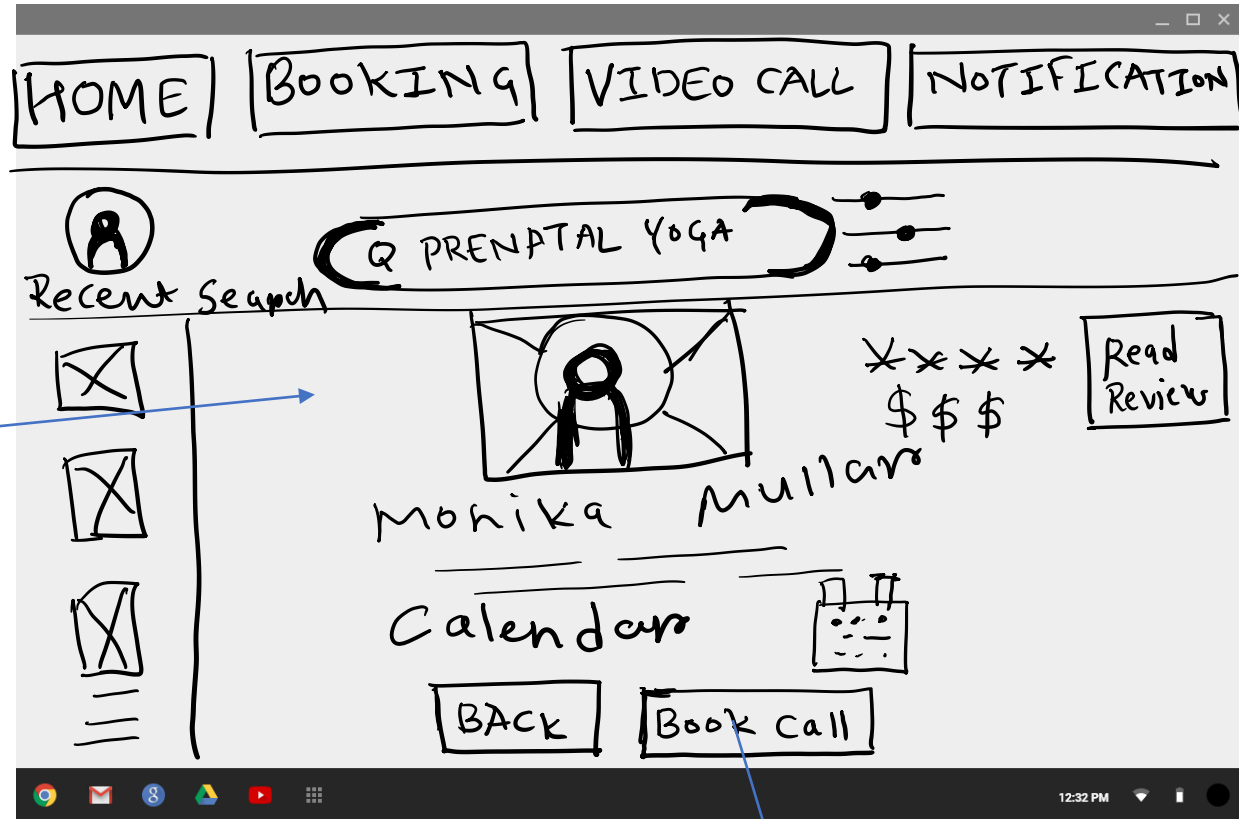 HOME BOOKING VIDEO CALL NOTIFICATION
PRENATAL YOGA
Recent Search
Read
Review
$ $ $
Monika Mullar
Calendar
BACK Book Call
12:32 PM